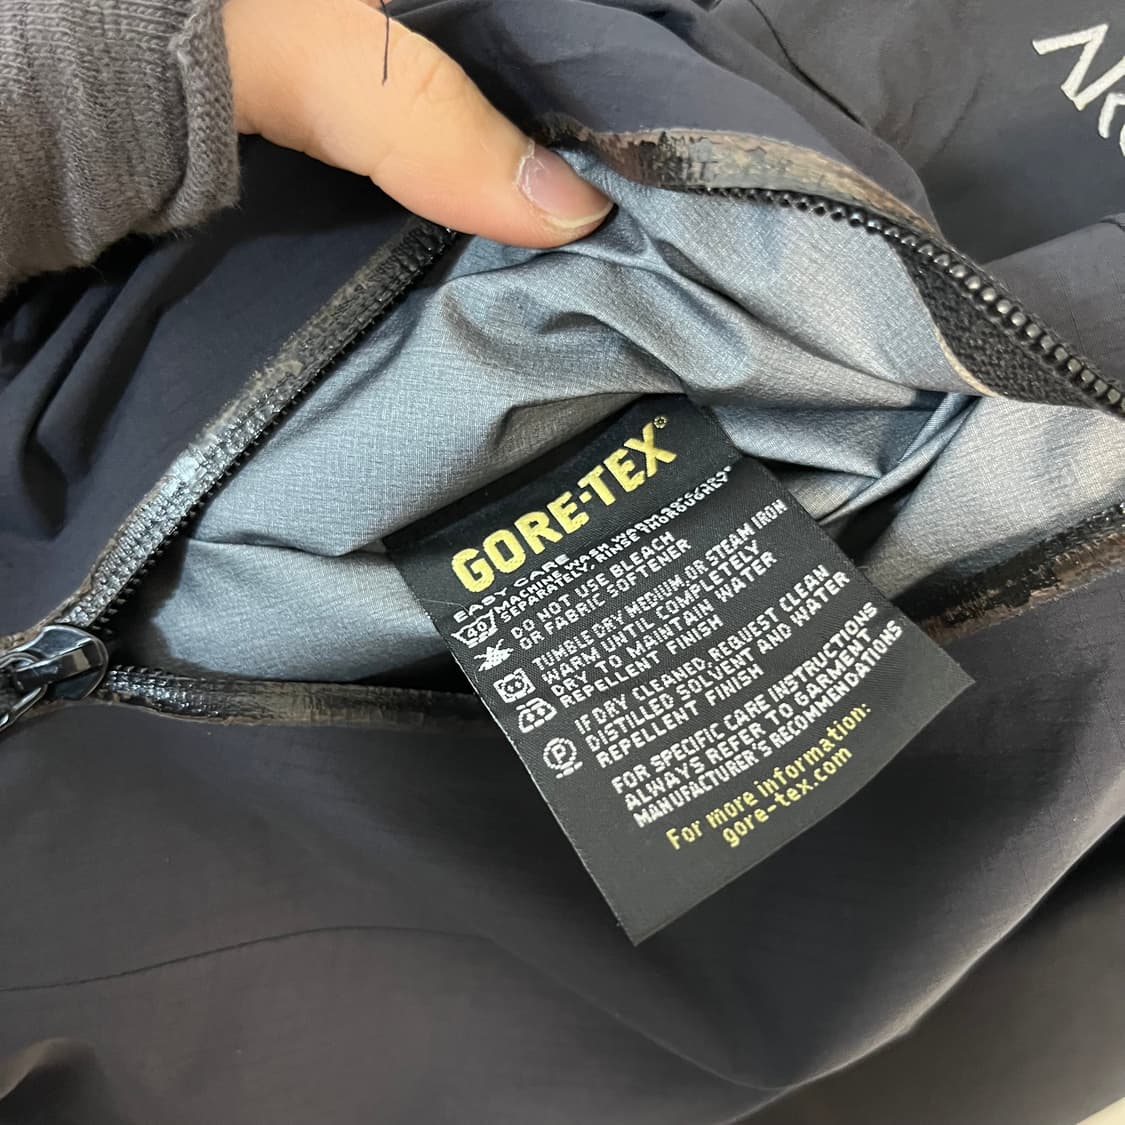 Arc
GORE-TEX®
EASY CARE
MACHINE WASH WARM
SEPARATELY; RINSE THOROUGHLY
40
DO NOT USE BLEACH
OR FABRIC SOFTENER
TUMBLE DRY MEDIUM OR STEAM IRON
WARM UNTIL COMPLETELY
DRY TO MAINTAIN WATER
REPELLENT FINISH
P
IF DRY CLEANED, REQUEST CLEAN
DISTILLED SOLVENT AND WATER
REPELLENT FINISH
FOR SPECIFIC CARE INSTRUCTIONS
ALWAYS REFER TO GARMENT
MANUFACTURER'S RECOMMENDATIONS
For more information:
gore-tex.com